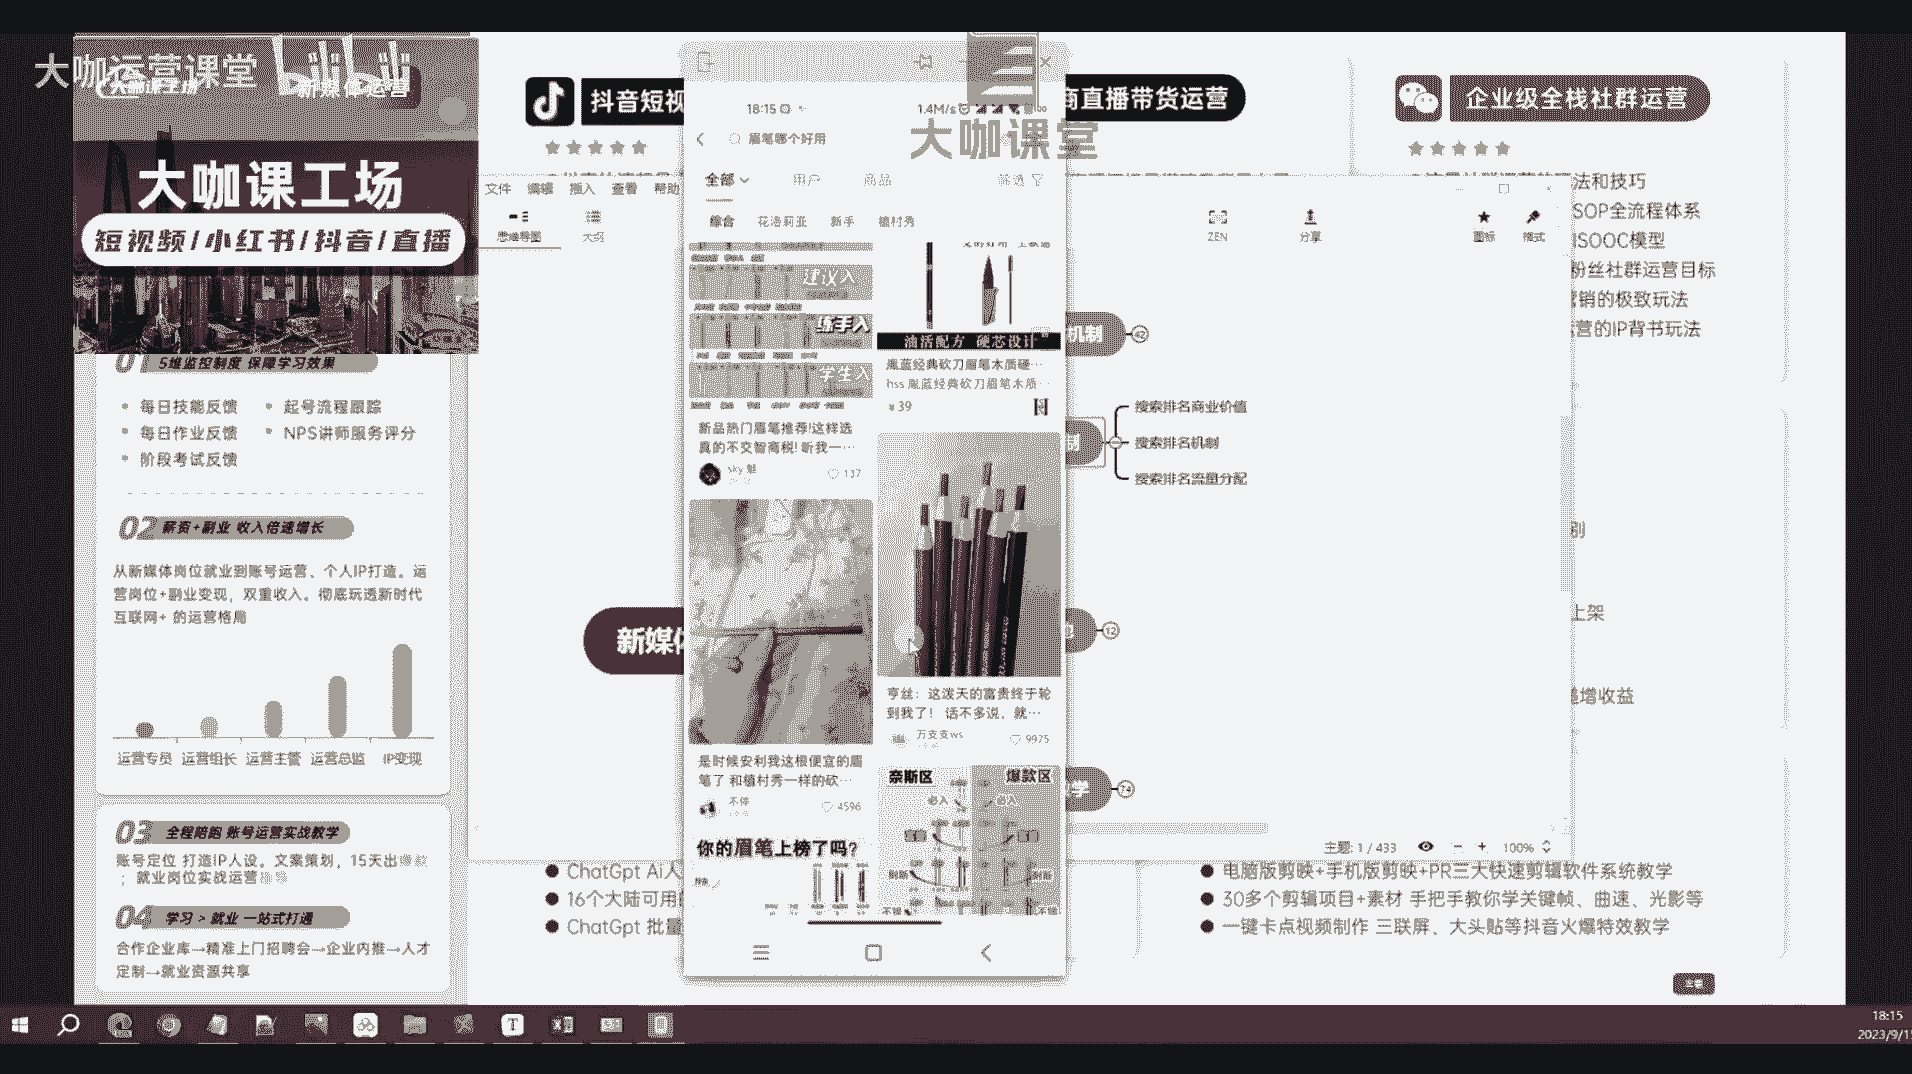 大咖运营课堂
bilibili
大咖课工场
新媒体运营
大咖课工场
短视频/小红书/抖音/直播
01 5维监控制度 保障学习效果
每日技能反馈
起号流程跟踪
每日作业反馈
NPS讲师服务评分
阶段考试反馈
02 薪资+副业 收入倍速增长
从新媒体岗位就业到账号运营、个人IP打造。运
营岗位+副业变现，双重收入。彻底玩透新时代
互联网+ 的运营格局
运营专员 运营组长 运营主管 运营总监 IP变现
03 全程陪跑 账号运营实战教学
账号定位 打造IP人设。文案策划，15天出
；就业岗位实战运营
04 学习 > 就业 一站式打通
合作企业库→精准上门招聘会→企业内推→人才
定制→就业资源共享
抖音短视
商直播带货运营
企业级全栈社群运营
大咖课堂
文件 编辑 插入 查看 帮助
思维导图 大纲
ZEN 分享 图标 格式
法和技巧
SOP全流程体系
ISOOC模型
粉丝社群运营目标
营销的极致玩法
运营的IP背书玩法
18:15
1.4M/s
眉笔哪个好用
全部 用户 商品 筛选
综合 花洛莉亚 新手 植村秀
建议入
练手入
学生入
新品热门眉笔推荐!这样选
真的不交智商税! 听我一…
sky 魅
137
油活配方 硬芯设计
胤蓝经典砍刀眉笔木质硬…
hss 胤蓝经典砍刀眉笔木质…
¥39
是时候安利我这根便宜的眉
笔了 和植村秀一样的砍…
不停
4596
亨丝：这泼天的富贵终于轮
到我了！ 话不多说，就…
万支支ws
9975
你的眉笔上榜了吗?
奈斯区 爆款区
必入 必入
机制 42
制
搜索排名商业价值
搜索排名机制
搜索排名流量分配
新媒体
12
学 74
别
上架
增收益
主题: 1 / 433
100%
ChatGpt AI人
16个大陆可用的
ChatGpt 批量
电脑版剪映+手机版剪映+PR三大快速剪辑软件系统教学
30多个剪辑项目+素材 手把手教你学关键帧、曲速、光影等
一键卡点视频制作 三联屏、大头贴等抖音火爆特效教学
18:15
2023/9/1